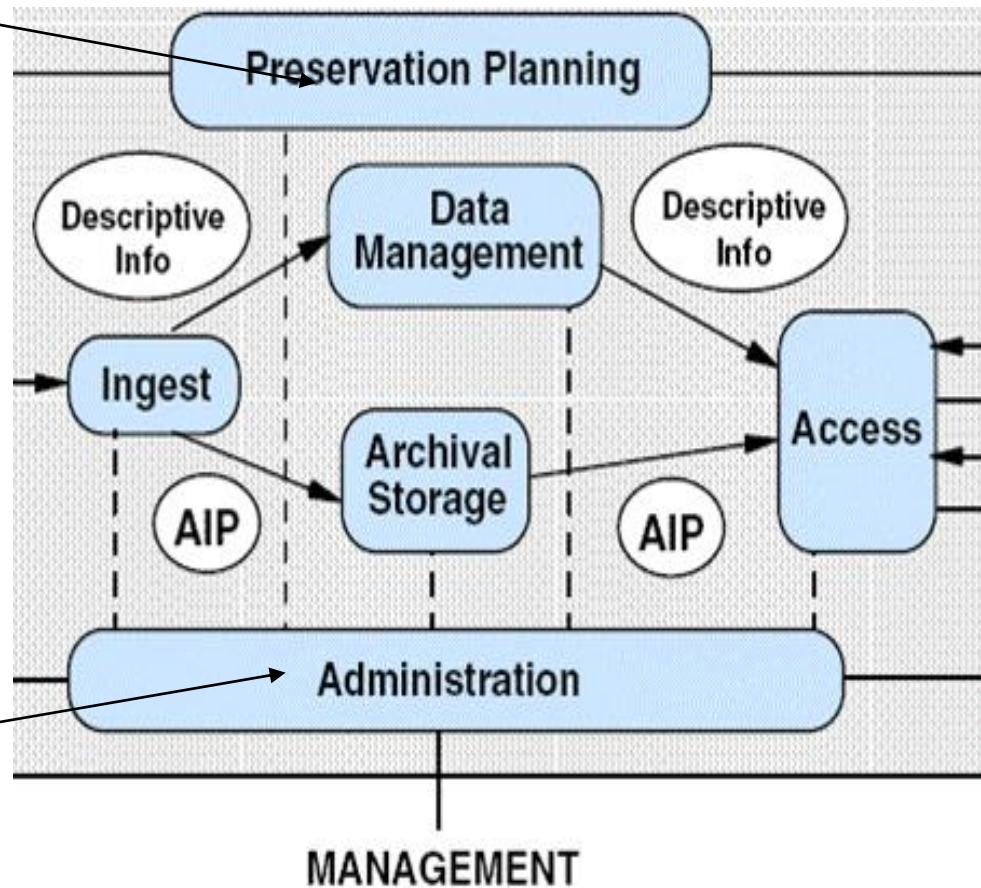 Preservation Planning
Descriptive
Info
Data
Management
Descriptive
Info
Ingest
Archival
Storage
Access
AIP
AIP
Administration
MANAGEMENT